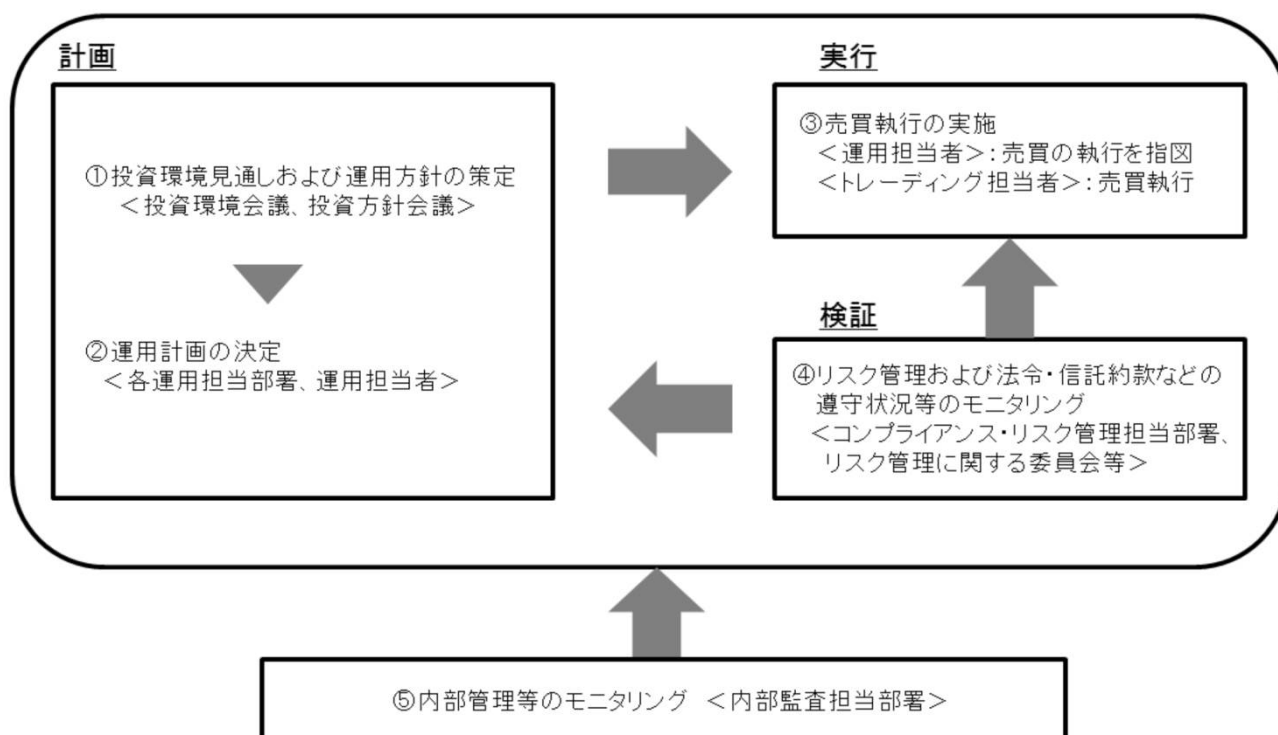 計画
①投資環境見通しおよび運用方針の策定
＜投資環境会議、投資方針会議＞
②運用計画の決定
＜各運用担当部署、運用担当者＞
実行
③売買執行の実施
＜運用担当者＞：売買の執行を指図
＜トレーディング担当者＞：売買執行
検証
④リスク管理および法令・信託約款などの
遵守状況等のモニタリング
＜コンプライアンス・リスク管理担当部署、
リスク管理に関する委員会等＞
⑤内部管理等のモニタリング ＜内部監査担当部署＞